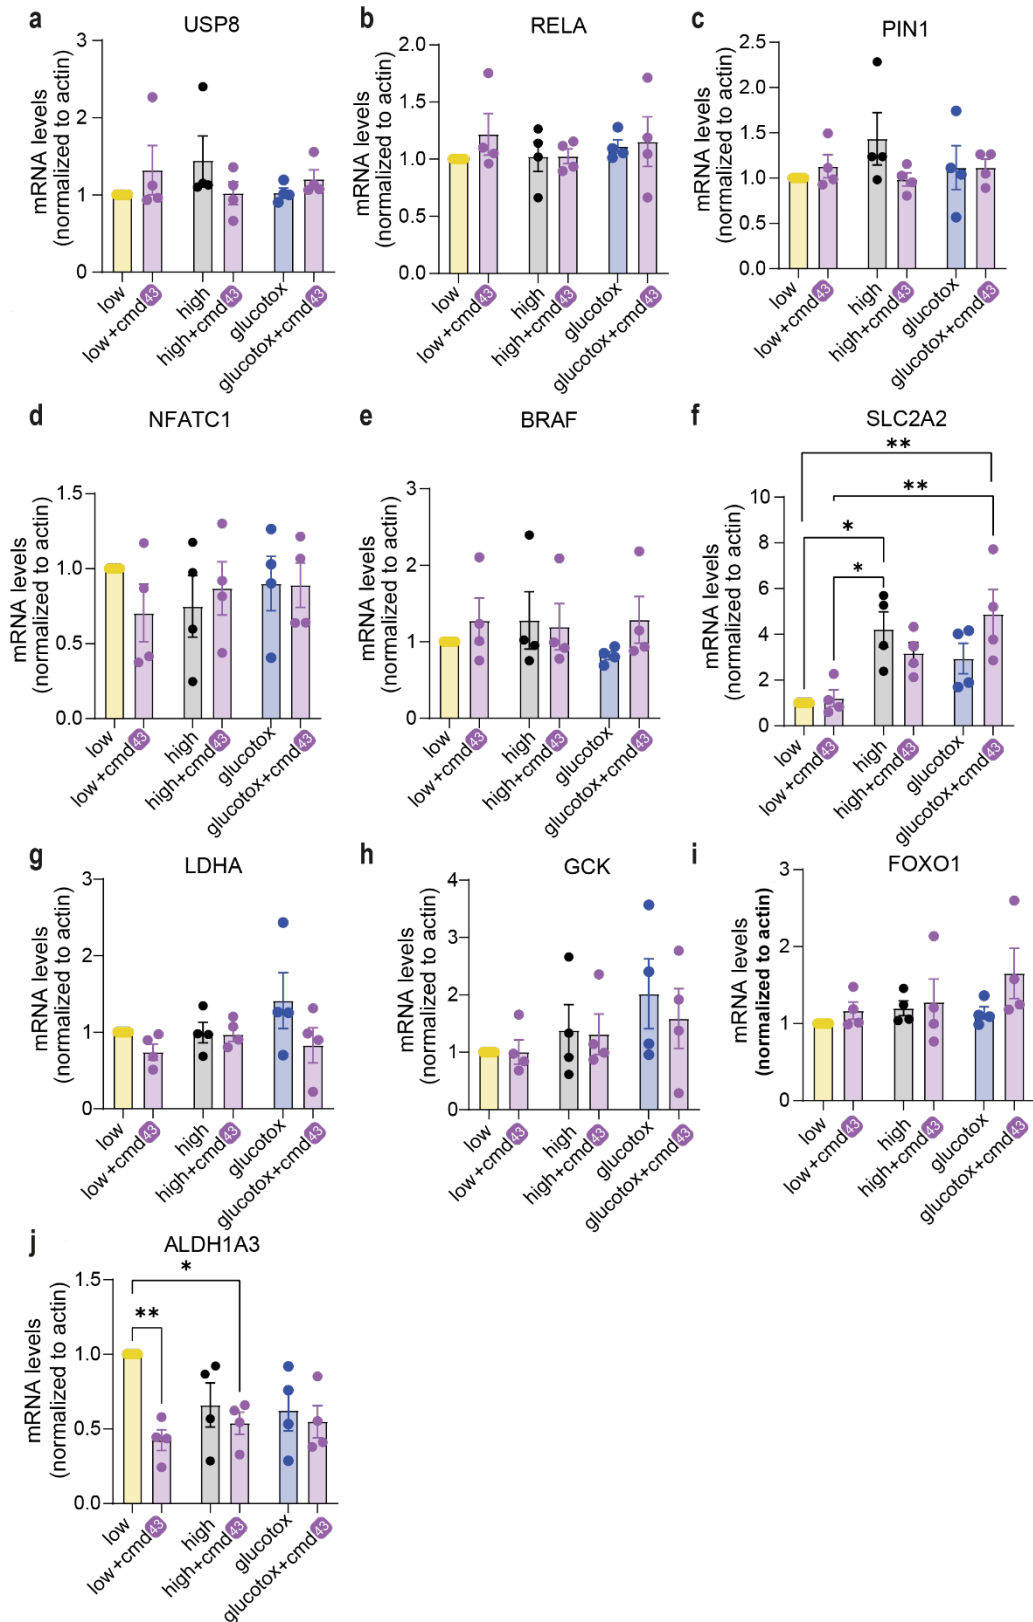 a
USP8
mRNA levels
(normalized to actin)
3
2
1
0
low
low+cmd43
high
high+cmd43
glucotox
glucotox+cmd43
b
RELA
mRNA levels
(normalized to actin)
2.0
1.5
1.0
0.5
0.0
low
low+cmd43
high
high+cmd43
glucotox
glucotox+cmd43
c
PIN1
mRNA levels
(normalized to actin)
2.5
2.0
1.5
1.0
0.5
0.0
low
low+cmd43
high
high+cmd43
glucotox
glucotox+cmd43
d
NFATC1
mRNA levels
(normalized to actin)
1.5
1.0
0.5
0.0
low
low+cmd43
high
high+cmd43
glucotox
glucotox+cmd43
e
BRAF
mRNA levels
(normalized to actin)
3
2
1
0
low
low+cmd43
high
high+cmd43
glucotox
glucotox+cmd43
f
SLC2A2
**
**
*
*
mRNA levels
(normalized to actin)
10
8
6
4
2
0
low
low+cmd43
high
high+cmd43
glucotox
glucotox+cmd43
g
LDHA
mRNA levels
(normalized to actin)
3
2
1
0
low
low+cmd43
high
high+cmd43
glucotox
glucotox+cmd43
h
GCK
mRNA levels
(normalized to actin)
4
3
2
1
0
low
low+cmd43
high
high+cmd43
glucotox
glucotox+cmd43
i
FOXO1
mRNA levels
(normalized to actin)
3
2
1
0
low
low+cmd43
high
high+cmd43
glucotox
glucotox+cmd43
j
ALDH1A3
*
**
mRNA levels
(normalized to actin)
1.5
1.0
0.5
0.0
low
low+cmd43
high
high+cmd43
glucotox
glucotox+cmd43